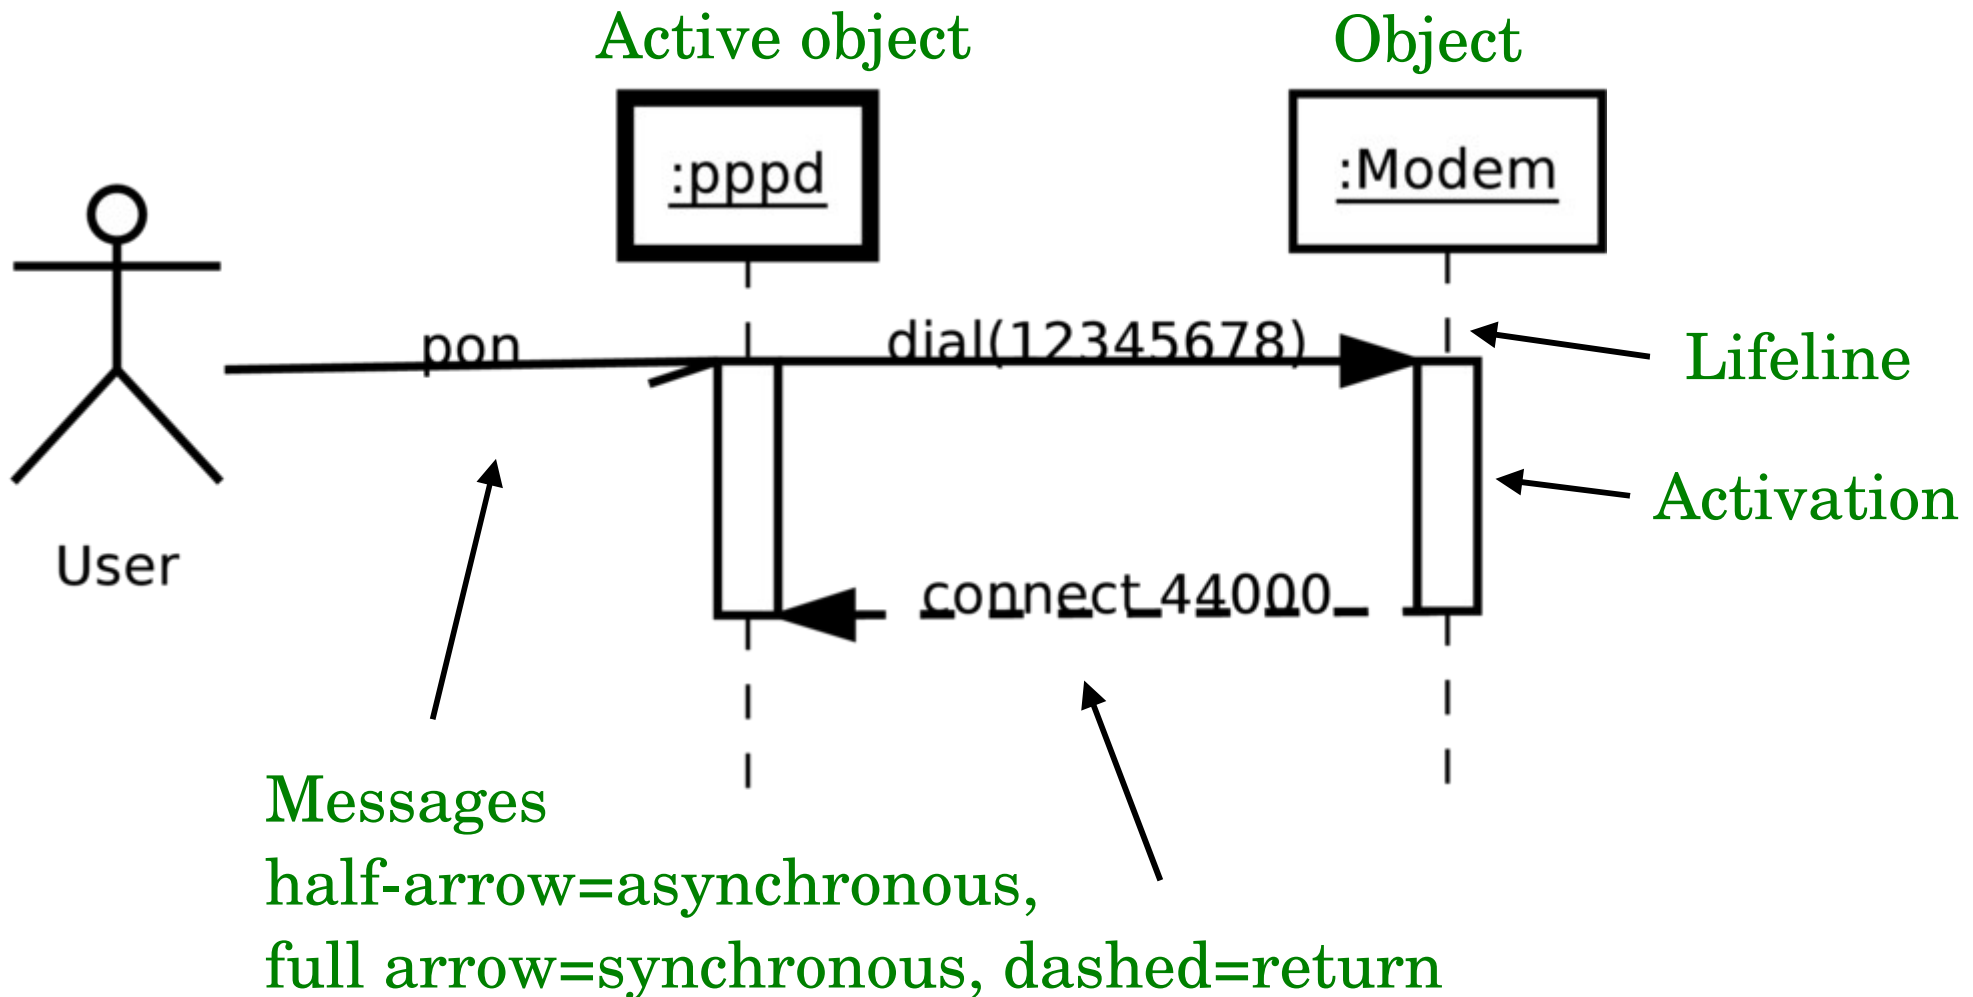 Active object
Object
:pppd
:Modem
pon
dial(12345678)
Lifeline
Activation
User
connect 44000
Messages
half-arrow=asynchronous,
full arrow=synchronous, dashed=return